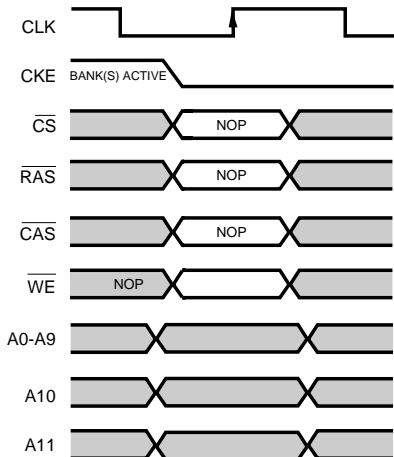 CLK
CKE BANK(S) ACTIVE
CS NOP
RAS NOP
CAS NOP
WE NOP
A0-A9
A10
A11